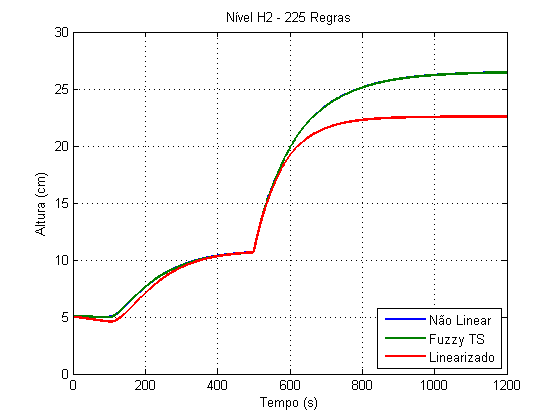 Nível H2 - 225 Regras
Altura (cm)
30
25
20
15
10
5
0
0 200 400 600 800 1000 1200
Tempo (s)
Não Linear
Fuzzy TS
Linearizado